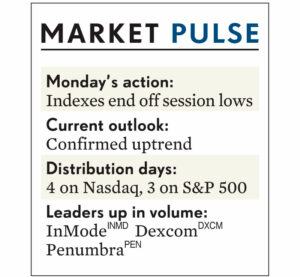 MARKET PULSE
Monday's action:
Indexes end off session lows
Current outlook:
Confirmed uptrend
Distribution days:
4 on Nasdaq, 3 on S&P 500
Leaders up in volume:
InMode INMD Dexcom DXCM
Penumbra PEN